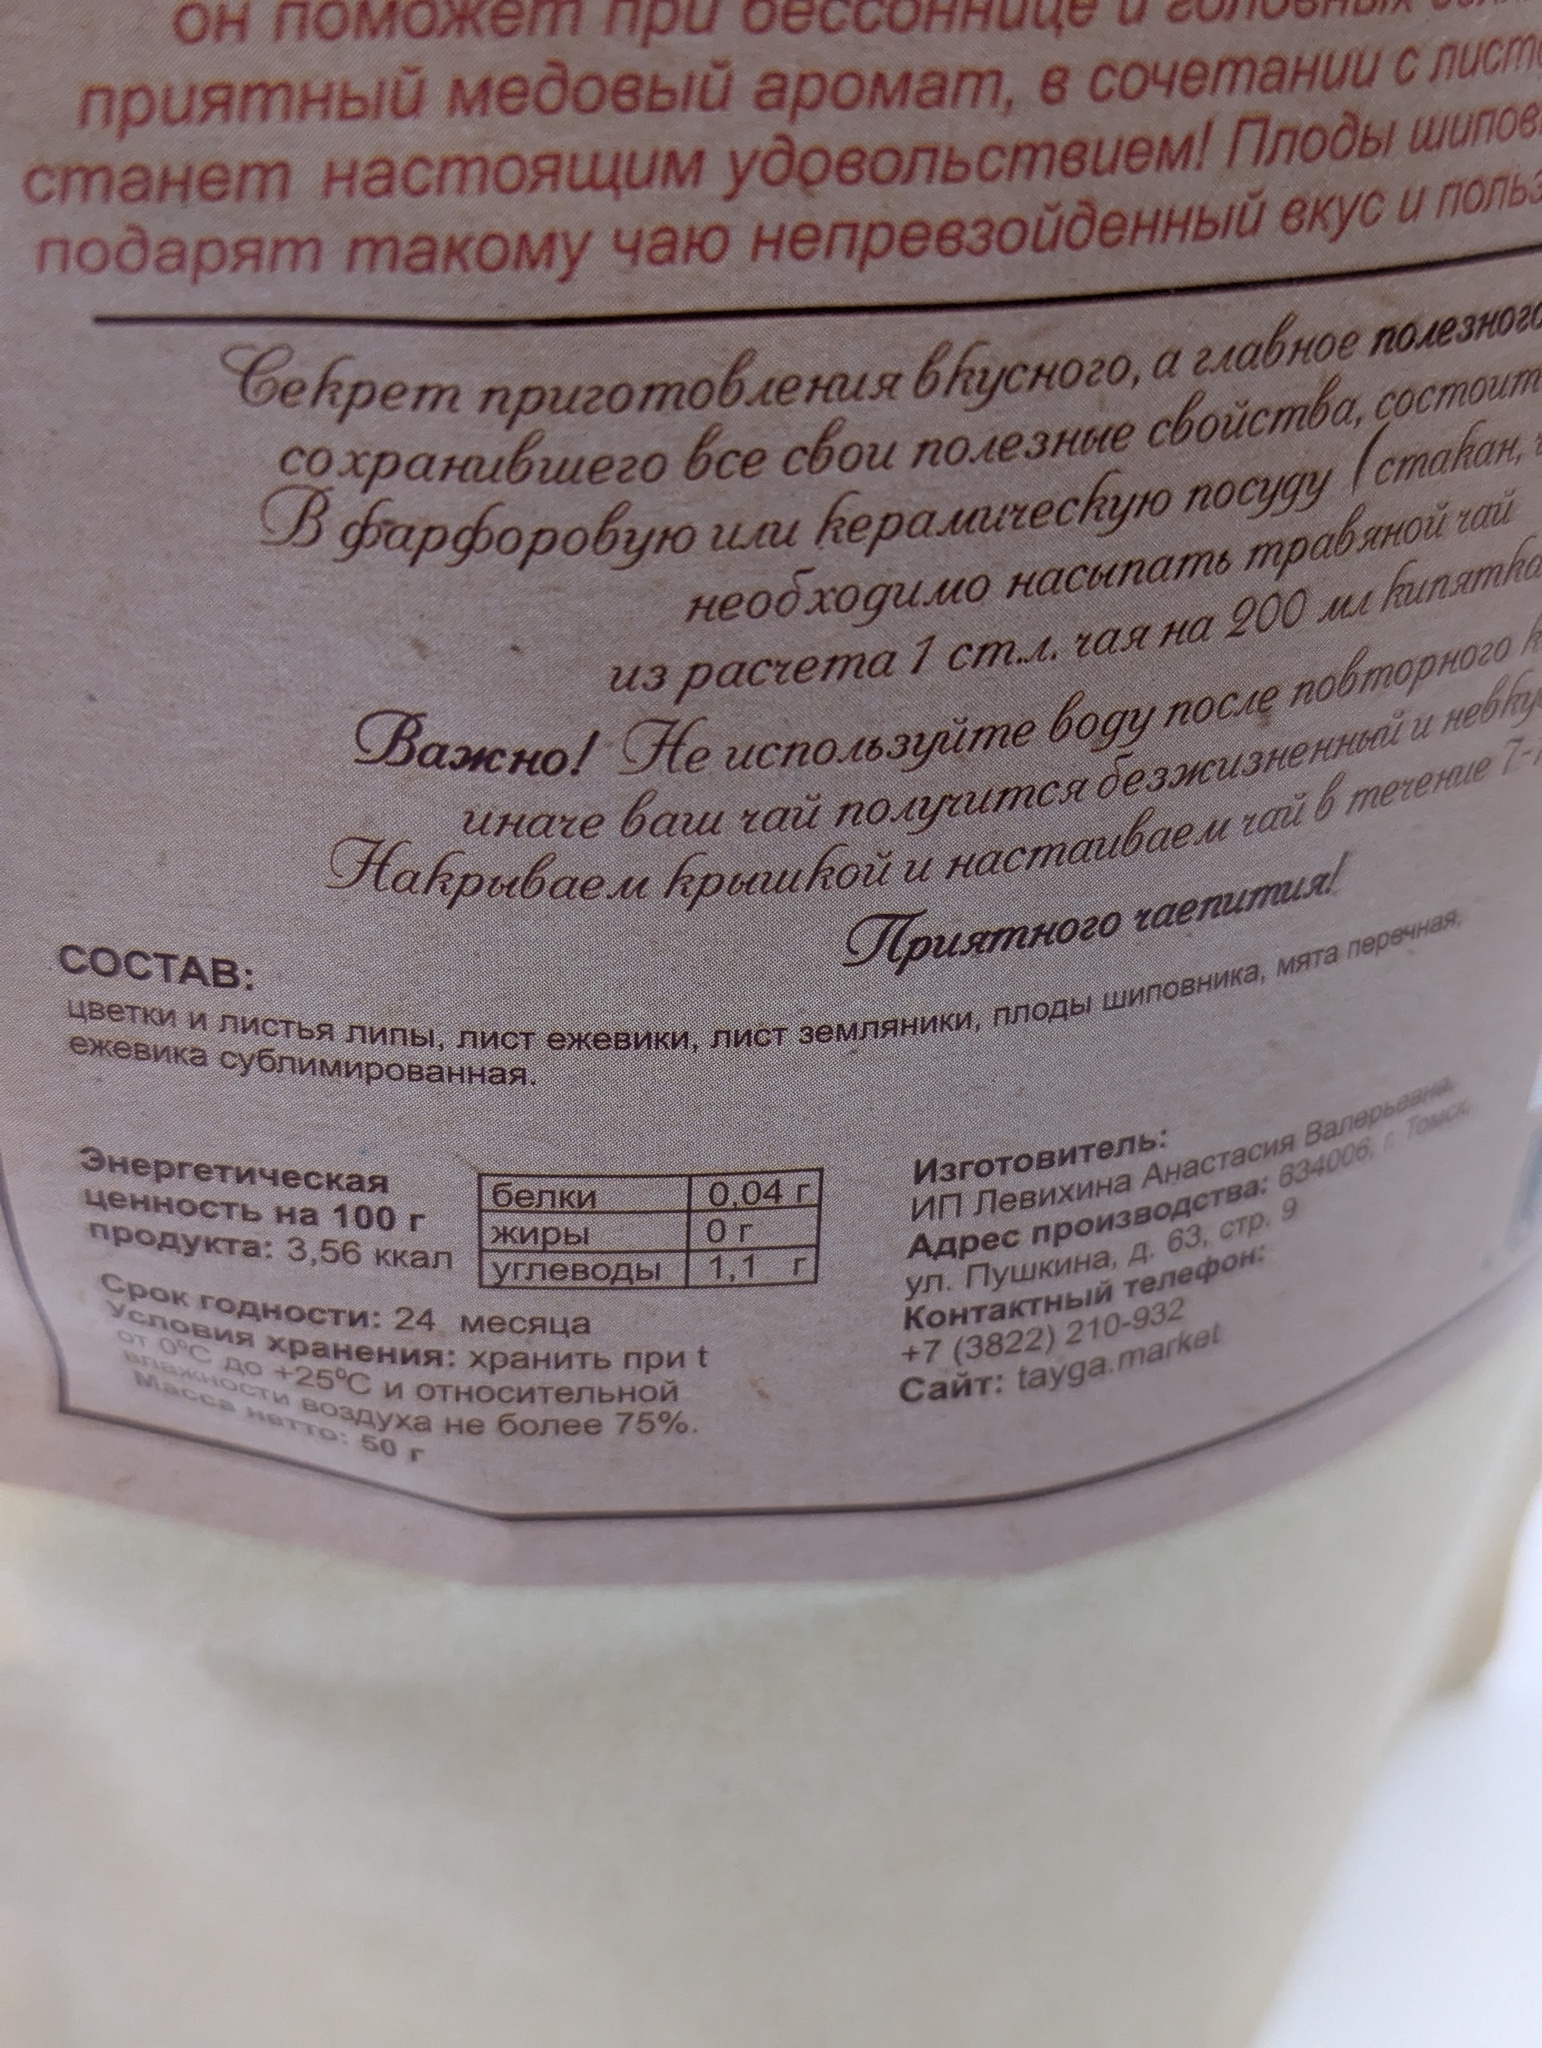 он поможет при бессоннице и головных
приятный медовый аромат, в сочетании с
станет настоящим удовольствием! Плоды
подарят такому чаю непревзойденный вкус и
Секрет приготовления вкусного, а главное полезного
сохранившего все свои полезные свойства, состоит
В фарфоровую или керамическую посуду (стакан,
необходимо насыпать травяной чай
из расчета 1 ст.л. чая на 200 мл кипятка
Важно! Не используйте воду после повторного
иначе ваш чай получится безжизненный и
Накрываем крышкой и настаиваем чай в течение
Приятного чаепития!
СОСТАВ:
цветки и листья липы, лист ежевики, лист земляники, плоды шиповника, мята перечная,
ежевика сублимированная.
Энергетическая
ценность на 100 г
продукта: 3,56 ккал
белки 0,04 г
жиры 0 г
углеводы 1,1 г
Срок годности: 24 месяца
Условия хранения: хранить при t
от 0°С до +25°С и относительной
влажности воздуха не более 75%.
Масса нетто: 50 г
Изготовитель:
ИП Левихина Анастасия Валерьевна
Адрес производства: 634006, г. Томск,
ул. Пушкина, д. 63, стр. 9
Контактный телефон:
+7 (3822) 210-932
Сайт: tayga.market